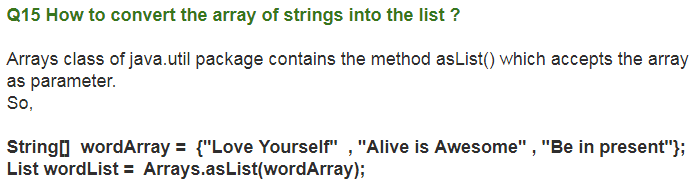 Q15 How to convert the array of strings into the list ?
Arrays class of java.util package contains the method asList() which accepts the array
as parameter.
So,
String[]  wordArray =  {"Love Yourself"  , "Alive is Awesome" , "Be in present"};
List wordList =  Arrays.asList(wordArray);